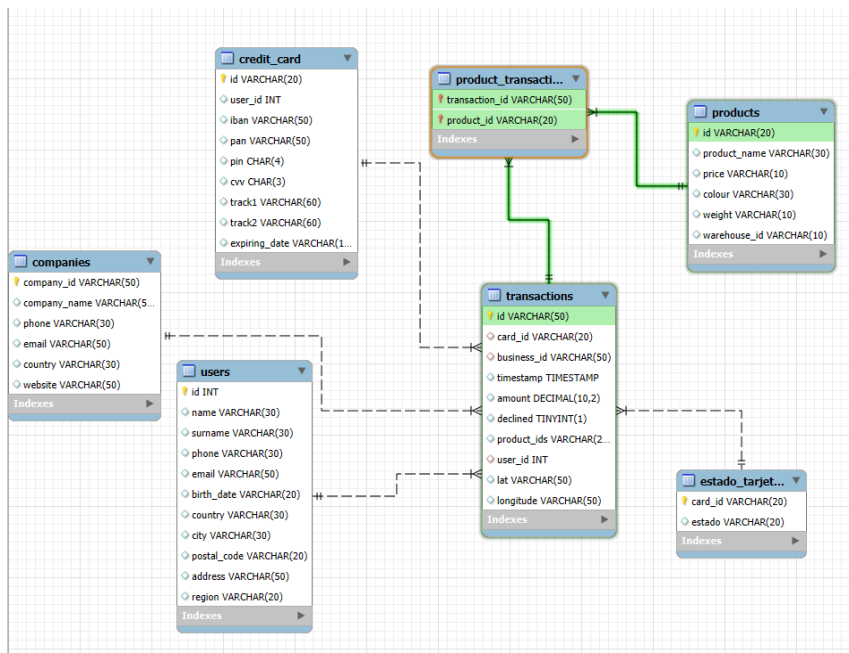 credit_card
id VARCHAR(20)
user_id INT
iban VARCHAR(50)
pan VARCHAR(50)
pin CHAR(4)
cvv CHAR(3)
track1 VARCHAR(60)
track2 VARCHAR(60)
expiring_date VARCHAR(1...
Indexes
product_transacti...
transaction_id VARCHAR(50)
product_id VARCHAR(20)
Indexes
products
id VARCHAR(20)
product_name VARCHAR(30)
price VARCHAR(10)
colour VARCHAR(30)
weight VARCHAR(10)
warehouse_id VARCHAR(10)
Indexes
companies
company_id VARCHAR(50)
company_name VARCHAR(5...
phone VARCHAR(30)
email VARCHAR(50)
country VARCHAR(30)
website VARCHAR(50)
Indexes
transactions
id VARCHAR(50)
card_id VARCHAR(20)
business_id VARCHAR(50)
timestamp TIMESTAMP
amount DECIMAL(10,2)
declined TINYINT(1)
product_ids VARCHAR(2...
user_id INT
lat VARCHAR(50)
longitude VARCHAR(50)
Indexes
users
id INT
name VARCHAR(30)
surname VARCHAR(30)
phone VARCHAR(30)
email VARCHAR(50)
birth_date VARCHAR(20)
country VARCHAR(30)
city VARCHAR(30)
postal_code VARCHAR(20)
address VARCHAR(50)
region VARCHAR(20)
Indexes
estado_tarjet...
card_id VARCHAR(20)
estado VARCHAR(20)
Indexes